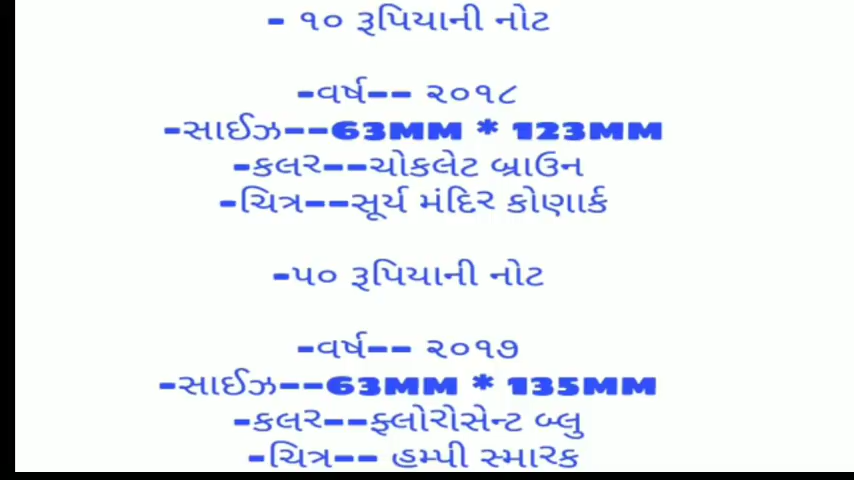 - ૧૦ રૂપિયાની નોટ
-વર્ષ-- ૨૦૧૮
-સાઈઝ--63MM * 123MM
-કલર--ચોકલેટ બ્રાઉન
-ચિત્ર--સૂર્ય મંદિર કોણાર્ક
-૫૦ રૂપિયાની નોટ
-વર્ષ-- ૨૦૧૭
-સાઈઝ--63MM * 135MM
-કલર--ફ્લોરોસેન્ટ બ્લુ
-ચિત્ર-- હમ્પી સ્મારક